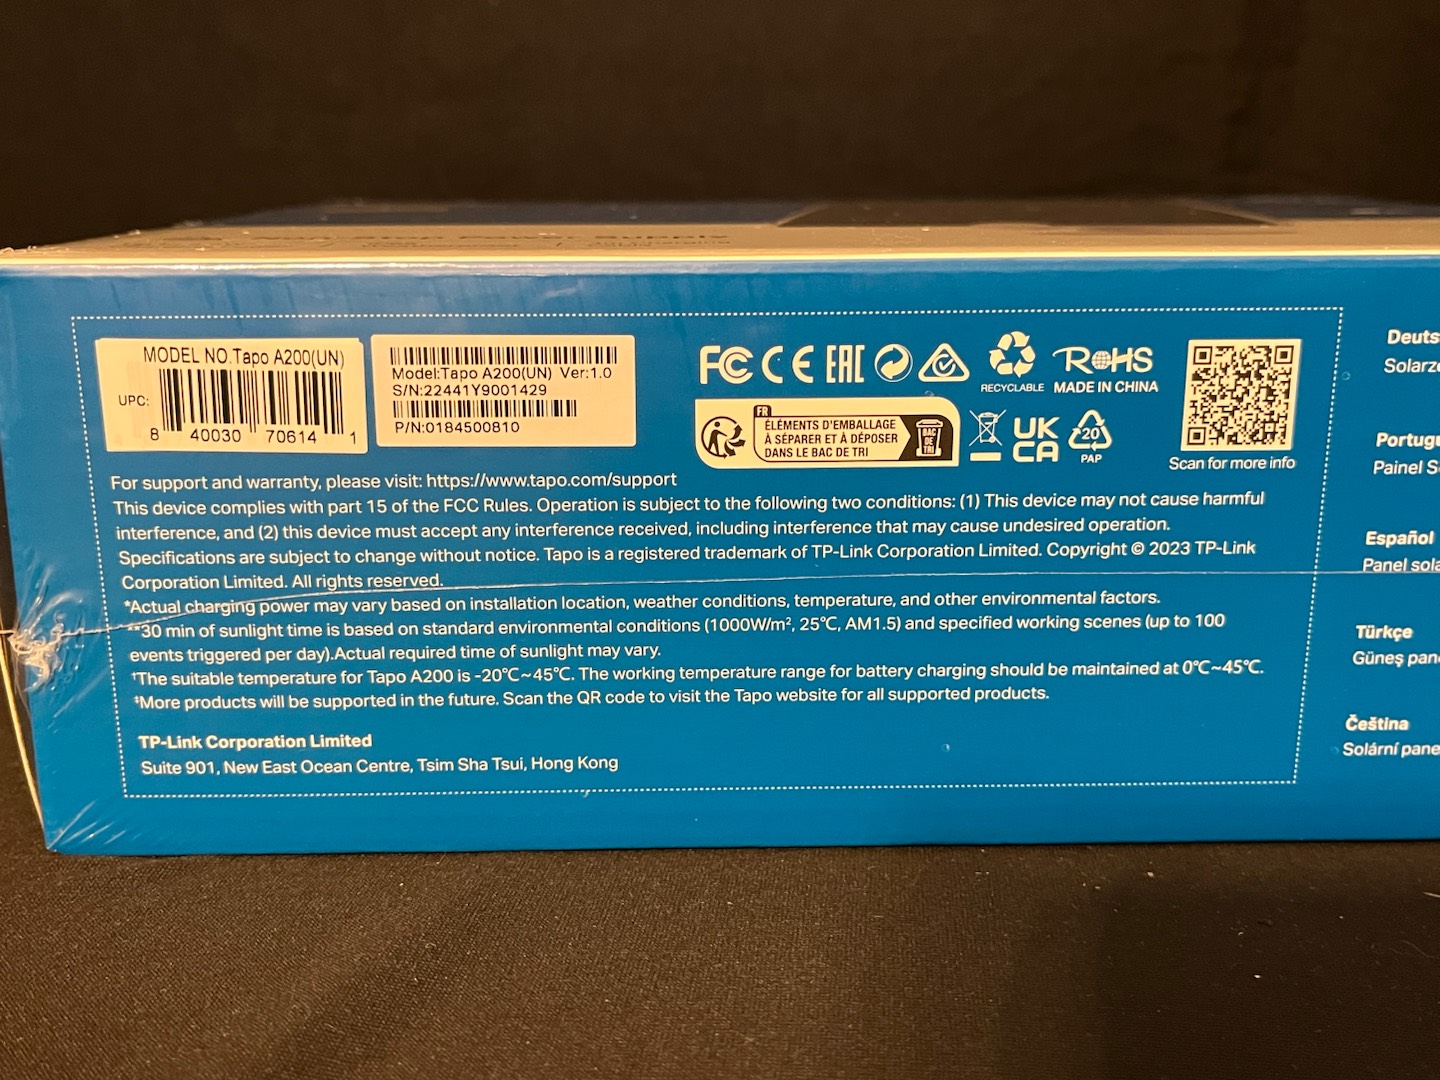 Power Supply
MODEL NO.Tapo A200(UN)
UPC:
8 40030 70614 1
Model:Tapo A200(UN) Ver:1.0
S/N:22441Y9001429
P/N:0184500810
FC CE EAC
RECYCLABLE
RoHS
MADE IN CHINA
FR
ÉLÉMENTS D'EMBALLAGE
À SÉPARER ET À DÉPOSER
DANS LE BAC DE TRI
BAC
DE
TRI
UK
CA
20
PAP
Scan for more info
For support and warranty, please visit: https://www.tapo.com/support
This device complies with part 15 of the FCC Rules. Operation is subject to the following two conditions: (1) This device may not cause harmful
interference, and (2) this device must accept any interference received, including interference that may cause undesired operation.
Specifications are subject to change without notice. Tapo is a registered trademark of TP-Link Corporation Limited. Copyright © 2023 TP-Link
Corporation Limited. All rights reserved.
*Actual charging power may vary based on installation location, weather conditions, temperature, and other environmental factors.
**30 min of sunlight time is based on standard environmental conditions (1000W/m², 25℃, AM1.5) and specified working scenes (up to 100
events triggered per day).Actual required time of sunlight may vary.
†The suitable temperature for Tapo A200 is -20℃~45℃. The working temperature range for battery charging should be maintained at 0℃~45℃.
‡More products will be supported in the future. Scan the QR code to visit the Tapo website for all supported products.
TP-Link Corporation Limited
Suite 901, New East Ocean Centre, Tsim Sha Tsui, Hong Kong
Deuts
Solarz
Portugu
Painel S
Español
Panel sola
Türkçe
Güneş pan
Čeština
Solární pane